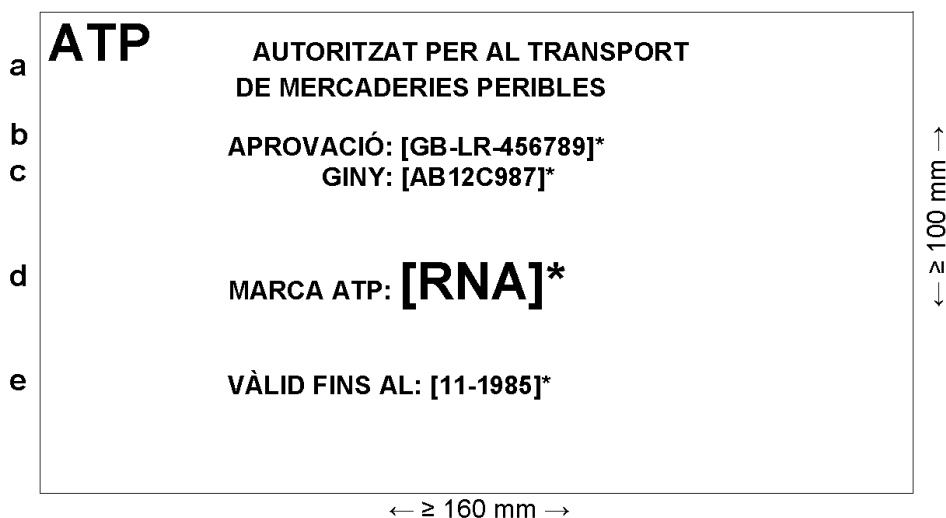 ATP
a
AUTORITZAT PER AL TRANSPORT
DE MERCADERIES PERIBLES
b APROVACIÓ: [GB-LR-456789]*
c GINY: [AB12C987]*
d MARCA ATP: [RNA]*
e VÀLID FINS AL: [11-1985]*
← ≥ 100 mm →
← ≥ 160 mm →